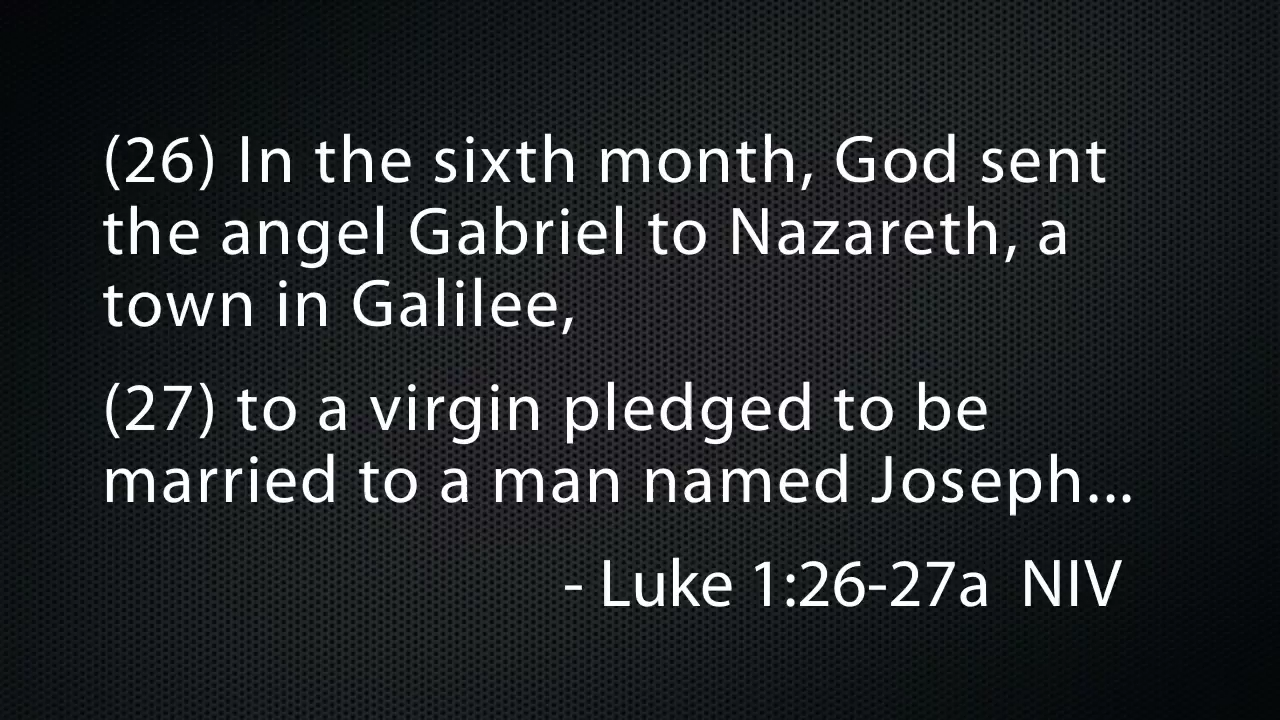 (26) In the sixth month, God sent
the angel Gabriel to Nazareth, a
town in Galilee,
(27) to a virgin pledged to be
married to a man named Joseph...
- Luke 1:26-27a  NIV